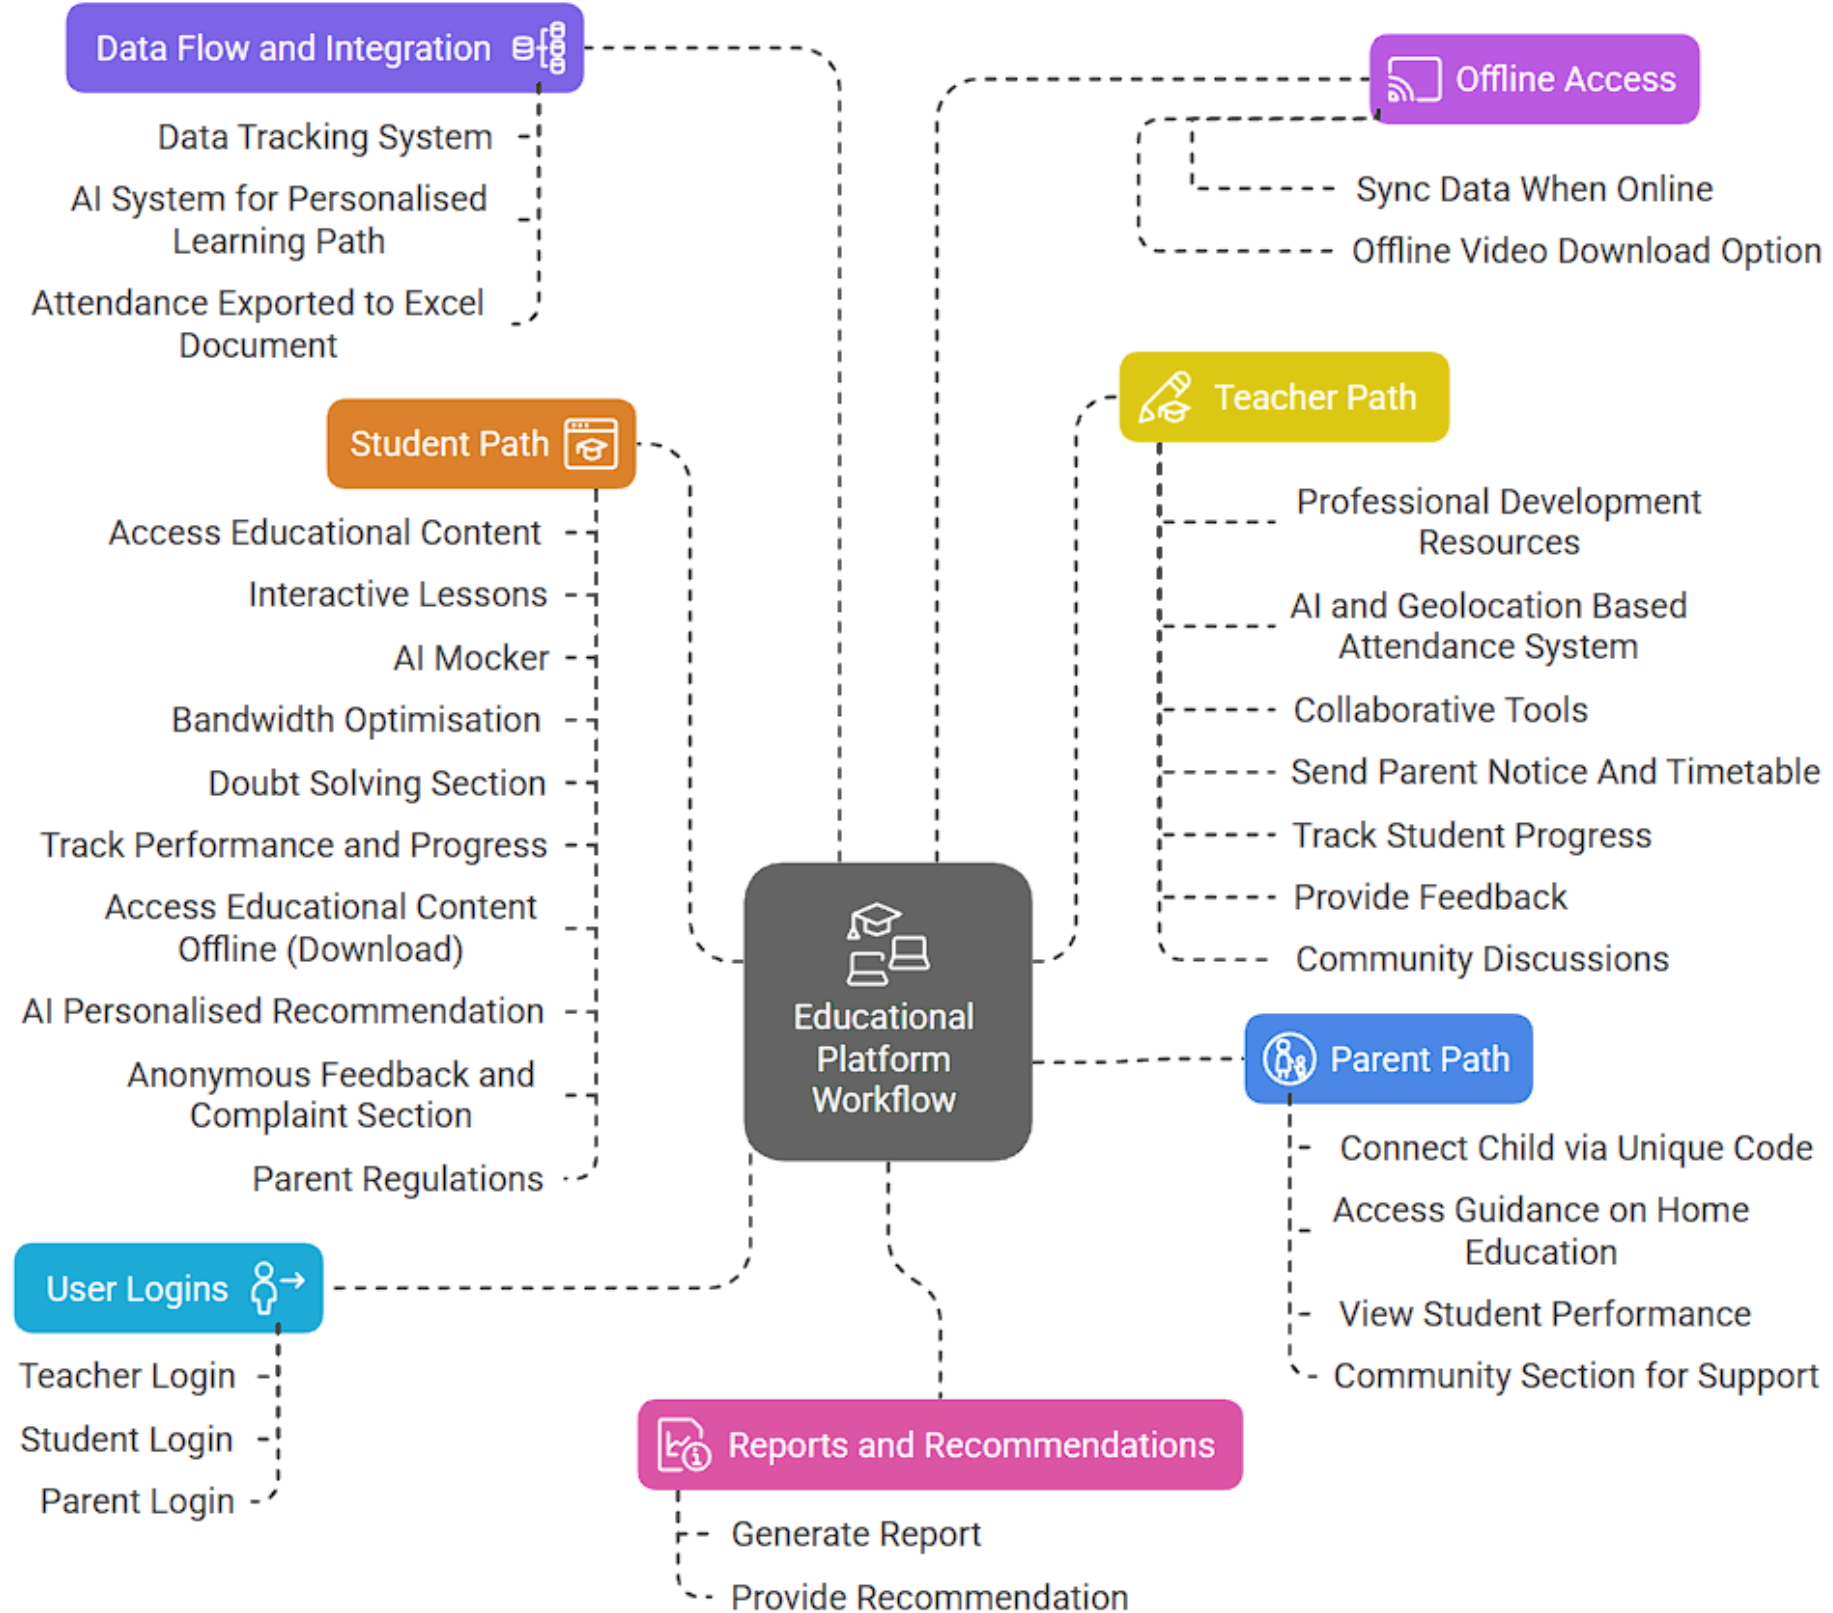 Data Flow and Integration
Data Tracking System
AI System for Personalised
Learning Path
Attendance Exported to Excel
Document
Offline Access
Sync Data When Online
Offline Video Download Option
Student Path
Access Educational Content
Interactive Lessons
AI Mocker
Bandwidth Optimisation
Doubt Solving Section
Track Performance and Progress
Access Educational Content
Offline (Download)
AI Personalised Recommendation
Anonymous Feedback and
Complaint Section
Parent Regulations
Teacher Path
Professional Development
Resources
AI and Geolocation Based
Attendance System
Collaborative Tools
Send Parent Notice And Timetable
Track Student Progress
Provide Feedback
Community Discussions
Educational
Platform
Workflow
Parent Path
Connect Child via Unique Code
Access Guidance on Home
Education
View Student Performance
Community Section for Support
User Logins
Teacher Login
Student Login
Parent Login
Reports and Recommendations
Generate Report
Provide Recommendation